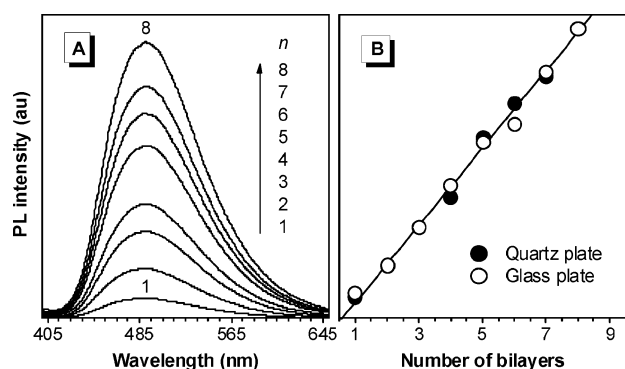 A
8
n
8
7
6
5
4
3
2
1
1
PL intensity (au)
405 485 565 645
Wavelength (nm)
B
Quartz plate
Glass plate
1 3 5 7 9
Number of bilayers